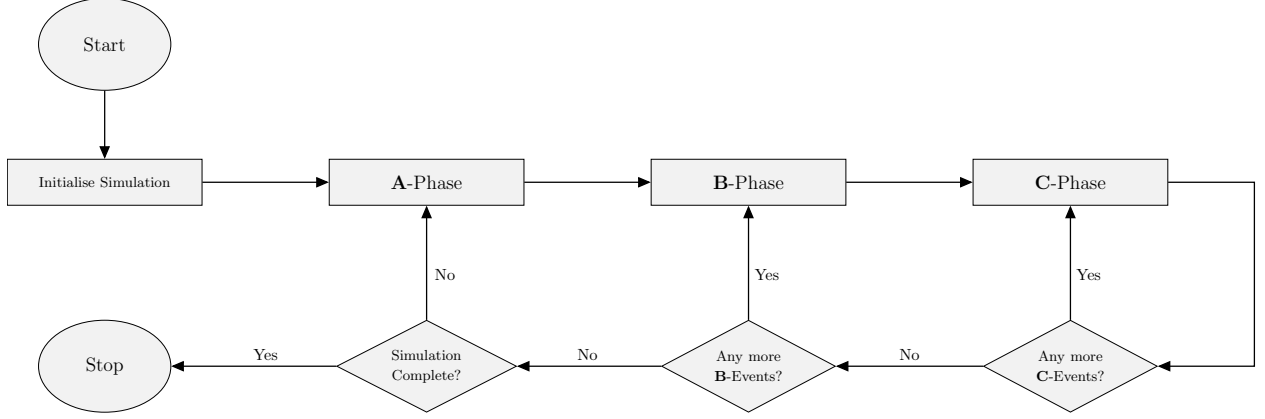 Start
Initialise Simulation
A-Phase
B-Phase
C-Phase
No
Yes
Yes
Stop
Yes
Simulation
Complete?
No
Any more
B-Events?
No
Any more
C-Events?